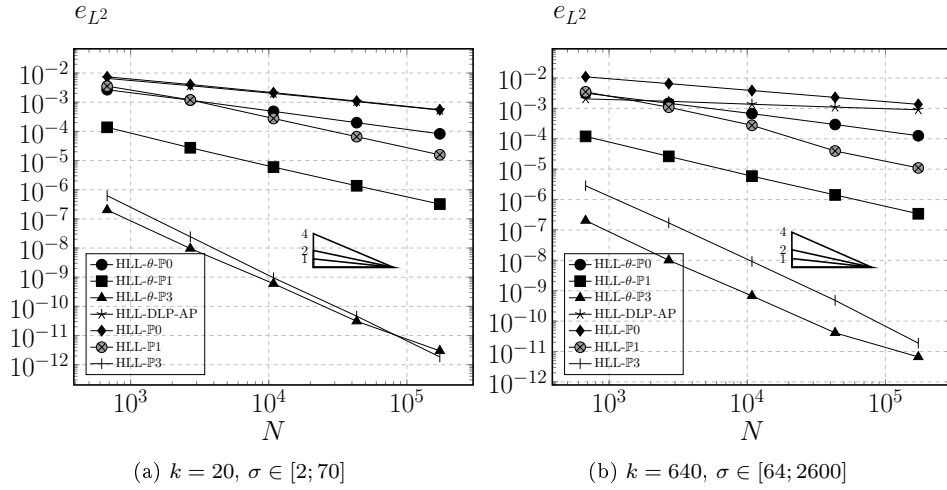 e_{L^2}
10^{-2}
10^{-3}
10^{-4}
10^{-5}
10^{-6}
10^{-7}
10^{-8}
10^{-9}
10^{-10}
10^{-11}
10^{-12}
4
2
1
HLL-θ-ℙ0
HLL-θ-ℙ1
HLL-θ-ℙ3
HLL-DLP-AP
HLL-ℙ0
HLL-ℙ1
HLL-ℙ3
10^3
10^4
10^5
N
(a) k = 20, σ ∈ [2; 70]
e_{L^2}
10^{-2}
10^{-3}
10^{-4}
10^{-5}
10^{-6}
10^{-7}
10^{-8}
10^{-9}
10^{-10}
10^{-11}
10^{-12}
4
2
1
HLL-θ-ℙ0
HLL-θ-ℙ1
HLL-θ-ℙ3
HLL-DLP-AP
HLL-ℙ0
HLL-ℙ1
HLL-ℙ3
10^3
10^4
10^5
N
(b) k = 640, σ ∈ [64; 2600]